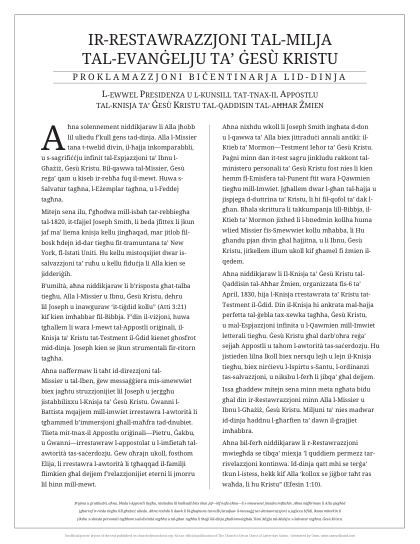 IR-RESTAWRAZZJONI TAL-MILJA
TAL-EVANĠELJU TA' ĠESÙ KRISTU
PROKLAMAZZJONI BIĊENTINARJA LID-DINJA
L-EWWEL PRESIDENZA U L-KUNSILL TAT-TNAX-IL APPOSTLU
TAL-KNISJA TA' ĠESÙ KRISTU TAL-QADDISIN TAL-AĦĦAR ŻMIEN
Aħna solennement niddikjaraw li Alla jħobb
lil uliedu f'kull ġens tad-dinja. Alla l-Missier
tana t-twelid divin, il-ħajja inkomparabbli,
u s-sagrifiċċju infinit tal-Espjazzjoni ta' Ibnu l-
Għażiż, Ġesù Kristu. Bil-qawwa tal-Missier, Ġesù
rega' qam u kiseb ir-rebħa fuq il-mewt. Huwa s-
Salvatur tagħna, l-Eżemplar tagħna, u l-Feddej
tagħna.
Mitejn sena ilu, f'għodwa mill-isbaħ tar-rebbiegħa
tal-1820, it-tfajjel Joseph Smith, li beda jfittex li jkun
jaf ma' liema knisja kellu jingħaqad, mar jitlob fil-
bosk ħdejn id-dar tiegħu fit-tramuntana ta' New
York, fl-Istati Uniti. Hu kellu mistoqsijiet dwar is-
salvazzjoni ta' ruħu u kellu fiduċja li Alla kien se
jidderiġih.
B'umiltà, aħna niddikjaraw li b'risposta għat-talba
tiegħu, Alla l-Missier u Ibnu, Ġesù Kristu, dehru
lil Joseph u inawguraw 'it-tiġdid kollu' (Atti 3:21)
kif kien imħabbar fil-Bibbja. F'din il-viżjoni, huwa
tgħallem li wara l-mewt tal-Appostli oriġinali, il-
Knisja ta' Kristu tat-Testment il-Ġdid kienet għosfret
mid-dinja. Joseph kien se jkun strumentali fir-ritorn
tagħha.
Aħna naffermaw li taħt id-direzzjoni tal-
Missier u tal-Iben, ġew messaġġiera mis-smewwiet
biex jagħtu struzzjonijiet lil Joseph u jerġgħu
jistabbilixxu l-Knisja ta' Ġesù Kristu. Ġwanni l-
Battista mqajjem mill-imwiet irrestawra l-awtorità li
tgħammed b'immersjoni għall-maħfra tad-dnubiet.
Tlieta mit-tnax-il Appostlu oriġinali—Pietru, Ġakbu,
u Ġwanni—irrestawraw l-appostolat u l-imfietaħ tal-
awtorità tas-saċerdozju. Ġew oħrajn ukoll, fosthom
Elija, li rrestawra l-awtorità li tgħaqqad il-familji
flimkien għal dejjem f'relazzjonijiet eterni li jmorru
lil hinn mill-mewt.
Aħna nixhdu wkoll li Joseph Smith ingħata d-don
u l-qawwa ta' Alla biex jittraduċi annali antiki: il-
Ktieb ta' Mormon—Testment Ieħor ta' Ġesù Kristu.
Paġni minn dan it-test sagru jinkludu rakkont tal-
ministeru personali ta' Ġesù Kristu fost nies li kien
hemm fl-Emisfera tal-Punent ftit wara l-Qawmien
tiegħu mill-Imwiet. Jgħallem dwar l-għan tal-ħajja u
jispjega d-duttrina ta' Kristu, li hi fil-qofol ta' dak l-
għan. Bħala skrittura li takkumpanja lill-Bibbja, il-
Ktieb ta' Mormon jixhed li l-bnedmin kollha huma
wlied Missier fis-Smewwiet kollu mħabba, li Hu
għandu pjan divin għal ħajjitna, u li Ibnu, Ġesù
Kristu, jitkellem illum ukoll kif għamel fi żmien il-
qedem.
Aħna niddikjaraw li il-Knisja ta' Ġesù Kristu tal-
Qaddisin tal-Aħħar Żmien, organizzata fis-6 ta'
April, 1830, hija l-Knisja rrestawrata ta' Kristu tat-
Testment il-Ġdid. Din il-Knisja hi ankrata mal-ħajja
perfetta tal-ġebla tax-xewka tagħha, Ġesù Kristu,
u mal-Espjazzjoni infinita u l-Qawmien mill-Imwiet
letterali tiegħu. Ġesù Kristu għal darb'oħra rega'
sejjaħ Appostli u tahom l-awtorità tas-saċerdozju. Hu
jistieden lilna lkoll biex nersqu lejh u lejn il-Knisja
tiegħu, biex nirċievu l-Ispirtu s-Santu, l-ordinanzi
tas-salvazzjoni, u niksbu l-ferħ li jibqa' għal dejjem.
Issa għaddew mitejn sena minn meta ngħata bidu
għal din ir-Restawrazzjoni minn Alla l-Missier u
Ibnu l-Għażiż, Ġesù Kristu. Miljuni ta' nies madwar
id-dinja ħaddnu l-għarfien ta' dawn il-ġrajjiet
imħabbra.
Aħna bil-ferħ niddikjaraw li r-Restawrazzjoni
mwiegħda se tibqa' miexja 'l quddiem permezz tar-
rivelazzjoni kontinwa. Id-dinja qatt mhi se terġa'
tkun l-istess, hekk kif Alla 'kollox se jiġbor taħt ras
waħda, li hu Kristu" (Efesin 1:10).